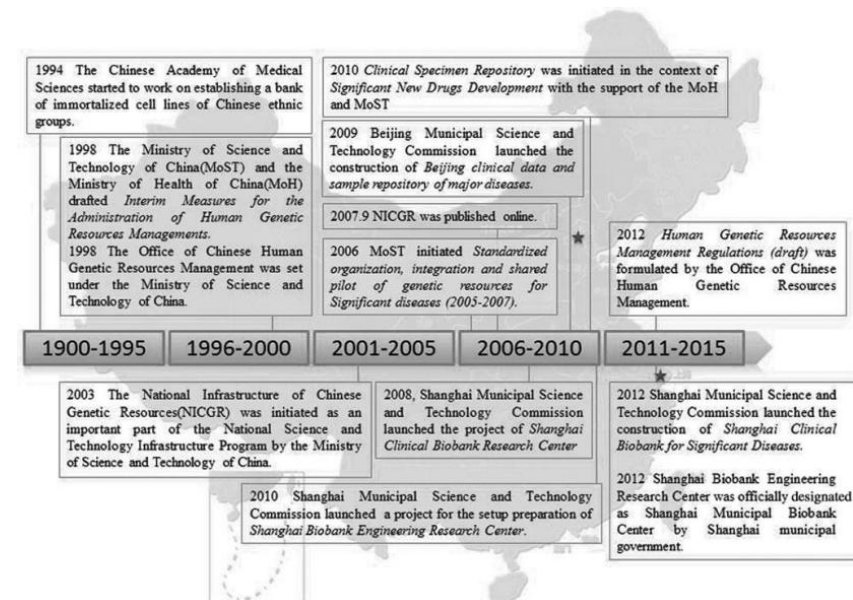 1994 The Chinese Academy of Medical
Sciences started to work on establishing a bank
of immortalized cell lines of Chinese ethnic
groups.
2010 Clinical Specimen Repository was initiated in the context of
Significant New Drugs Development with the support of the MoH
and MoST
1998 The Ministry of Science and
Technology of China(MoST) and the
Ministry of Health of China(MoH)
drafted Interim Measures for the
Administration of Human Genetic
Resources Managements.
1998 The Office of Chinese Human
Genetic Resources Management was set
under the Ministry of Science and
Technology of China.
2009 Beijing Municipal Science and
Technology Commission launched the
construction of Beijing clinical data and
sample repository of major diseases.
2007.9 NICGR was published online.
2006 MoST initiated Standardized
organization, integration and shared
pilot of genetic resources for
Significant diseases (2005-2007).
2012 Human Genetic Resources
Management Regulations (draft) was
formulated by the Office of Chinese
Human Genetic Resources
Management.
1900-1995
1996-2000
2001-2005
2006-2010
2011-2015
2003 The National Infrastructure of Chinese
Genetic Resources(NICGR) was initiated as an
important part of the National Science and
Technology Infrastructure Program by the Ministry
of Science and Technology of China.
2008, Shanghai Municipal Science
and Technology Commission
launched the project of Shanghai
Clinical Biobank Research Center
2012 Shanghai Municipal Science and
Technology Commission launched the
construction of Shanghai Clinical
Biobank for Significant Diseases.
2012 Shanghai Biobank Engineering
Research Center was officially designated
as Shanghai Municipal Biobank
Center by Shanghai municipal
government.
2010 Shanghai Municipal Science and Technology
Commission launched a project for the setup preparation of
Shanghai Biobank Engineering Research Center.